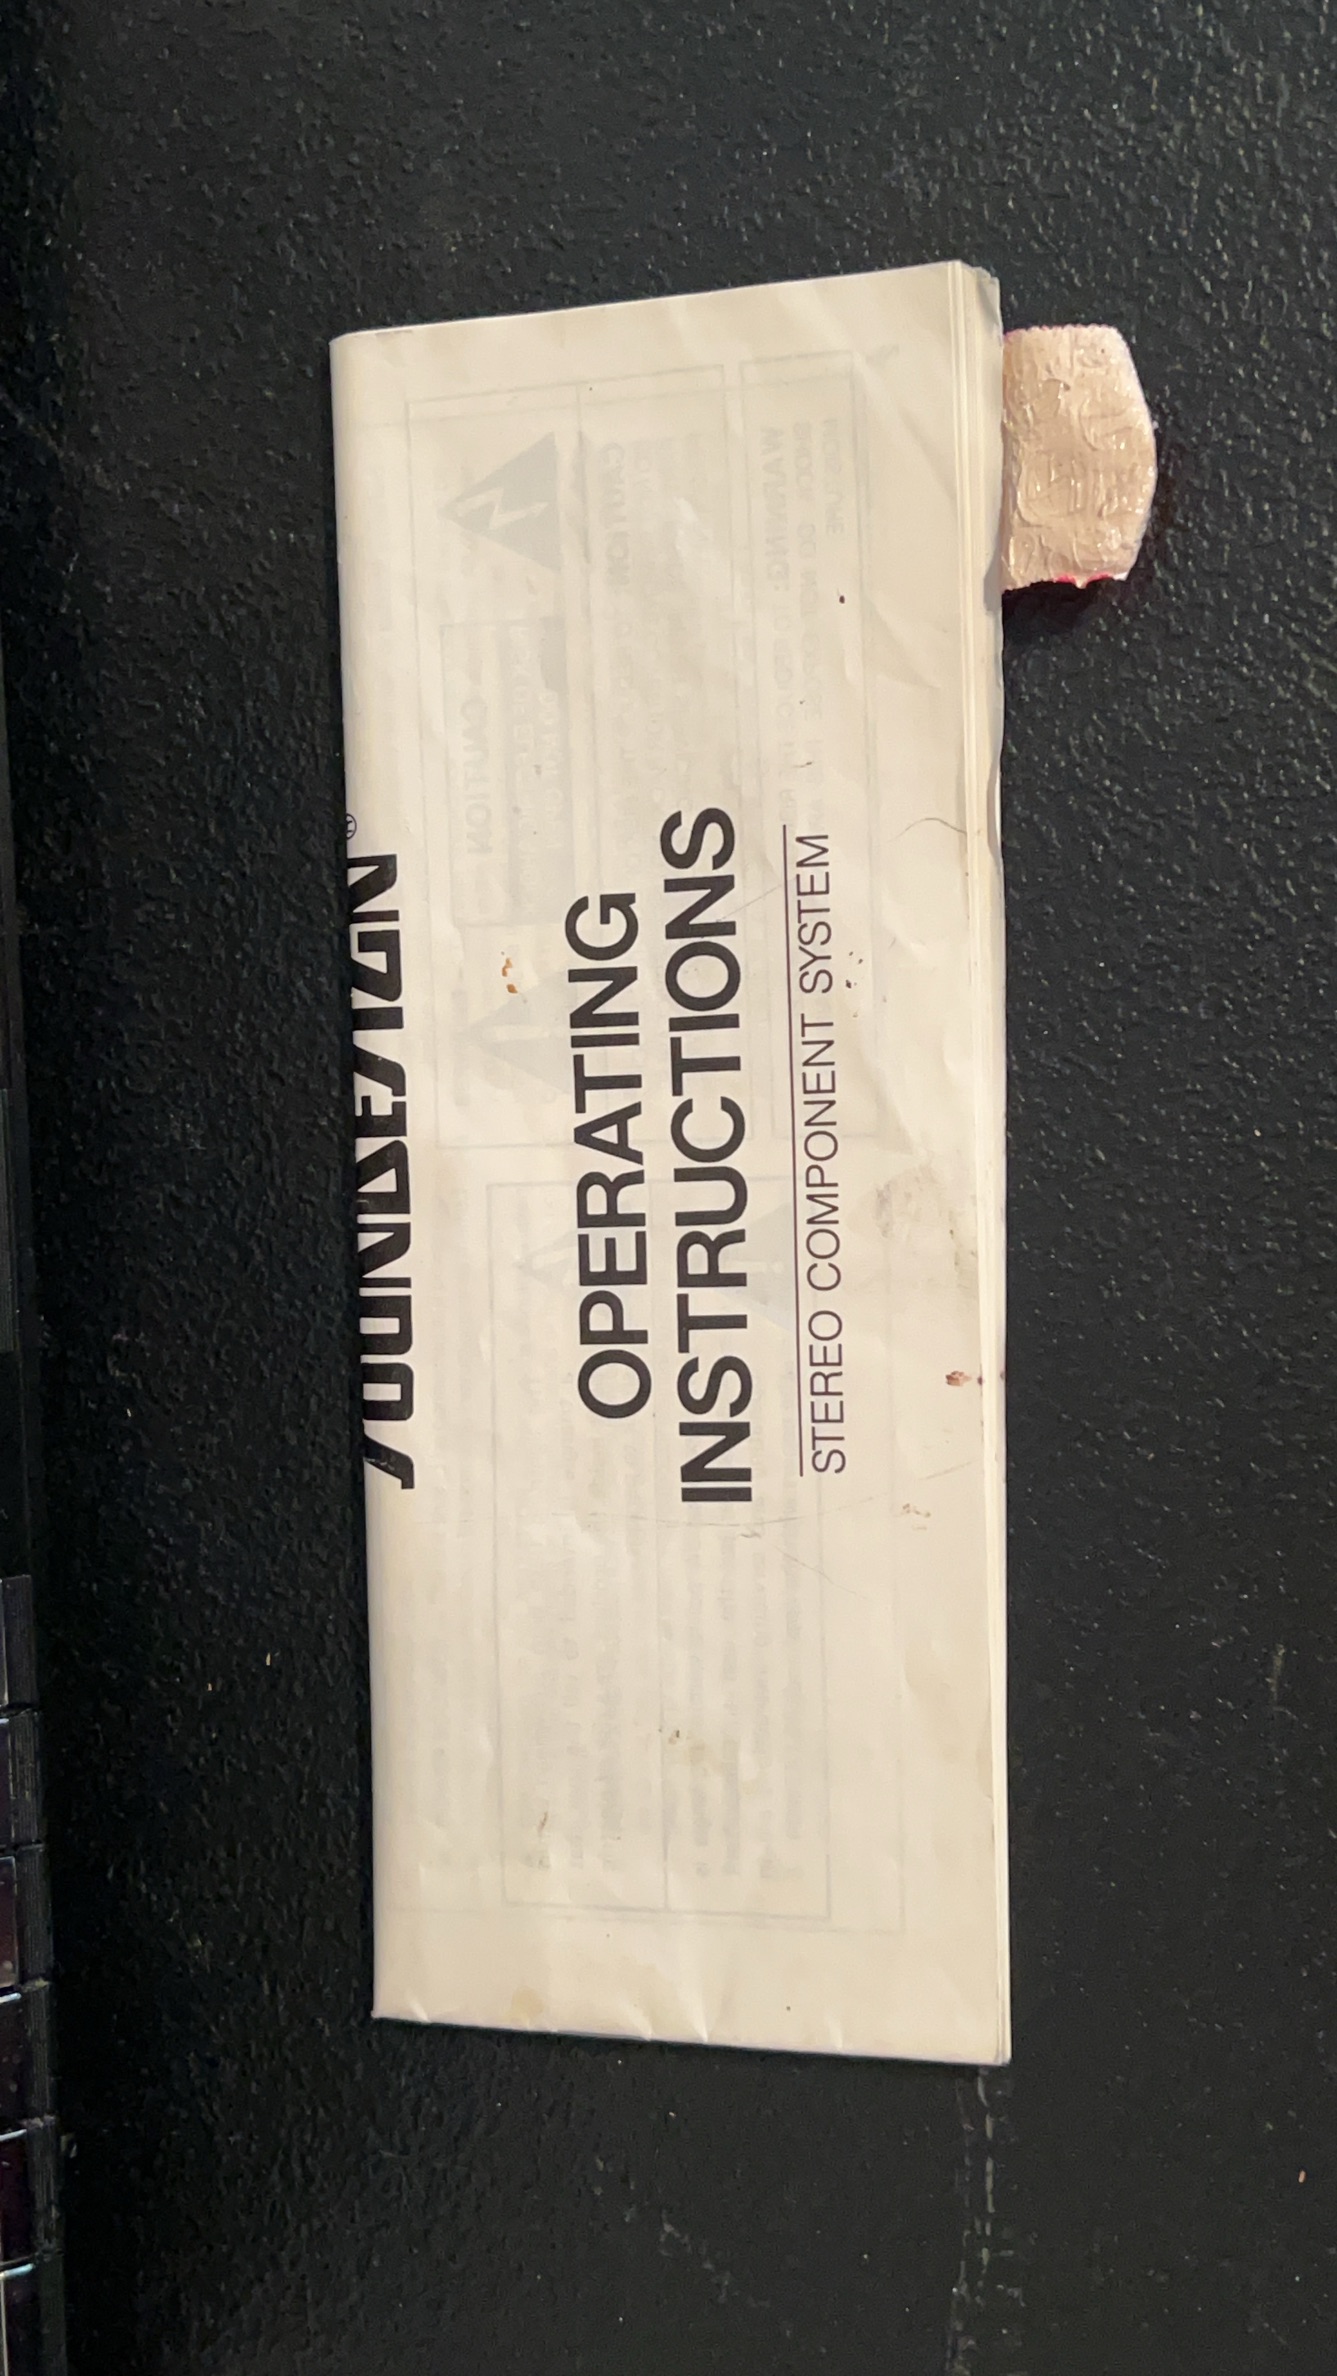 SOUNDESIGN®
OPERATING
INSTRUCTIONS
STEREO COMPONENT SYSTEM